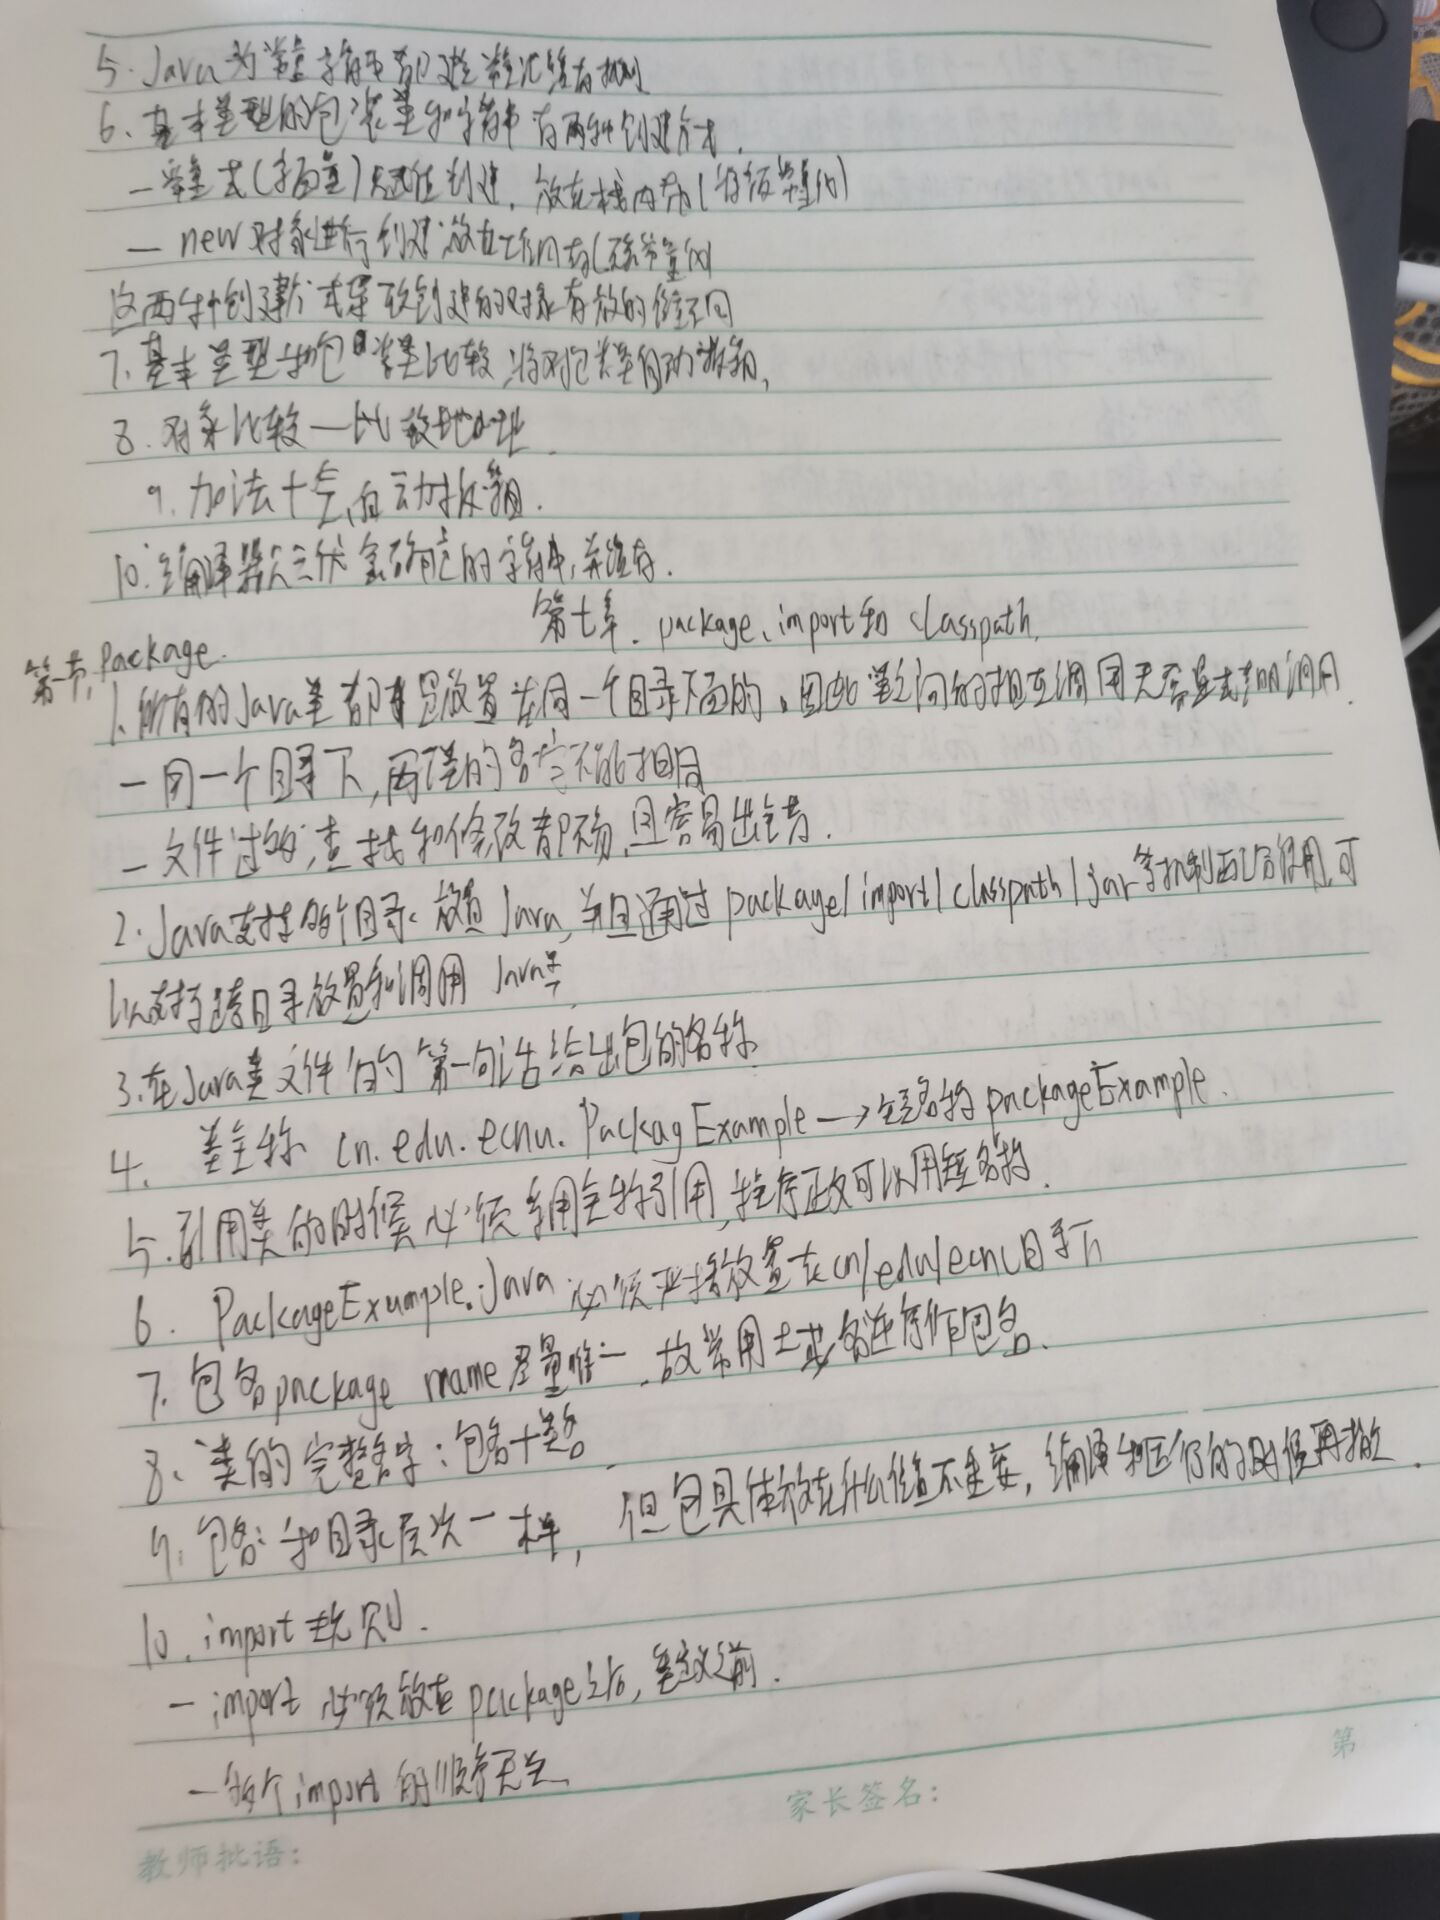 5. Java为常量字符串都建立常量池缓存机制
6. 基本类型的包装类和字符串有两种创建方式.
一常量式(字面量)赋值创建,放在栈内存(将被常量化)
一 new对象进行创建 放在堆内存(不会常量化)
这两种创建方式导致创建的对象存放的位置不同
7. 基本类型和包装类比较,将对包装类自动拆箱,
8. 对象比较—比较地址.
9. 加法+会自动拆箱.
10. 编译器会优化确定的字符串,并缓存.
第七章. package、import和 classpath.
第一节, Package.
1. 所有的Java类都是放置在同一个目录下面的,因此类之间的相互调用无需显式声明调用.
一同一个目录下,两个类的名字不能相同
一文件过多,查找和修改都不易,且容易出错.
2. Java支持多个目录放置Java,并且通过package/import/classpath/jar等机制配合使用,可
以支持跨目录放置和调用 Java类
3. 在Java类文件的第一句话给出包的名称
4. 类全称 cn.edu.ecnu.PackagExample—>短名称packageExample.
5. 引用类的时候必须采用全称引用,程序正文可以用短名称.
6. PackageExample.java 必须严格放置在cn/edu/ecnu目录下
7. 包名package name尽量唯一,故常用域名逆序作包名.
8、类的完整名字:包名+类名
9. 包名:和目录层次一样,但包具体放在什么位置不重要,编译和运行的时候再指定.
10. import规则.
一 import 必须放在package之后,类定义之前.
一多个import的顺序无关
第
家长签名:
教师批语: